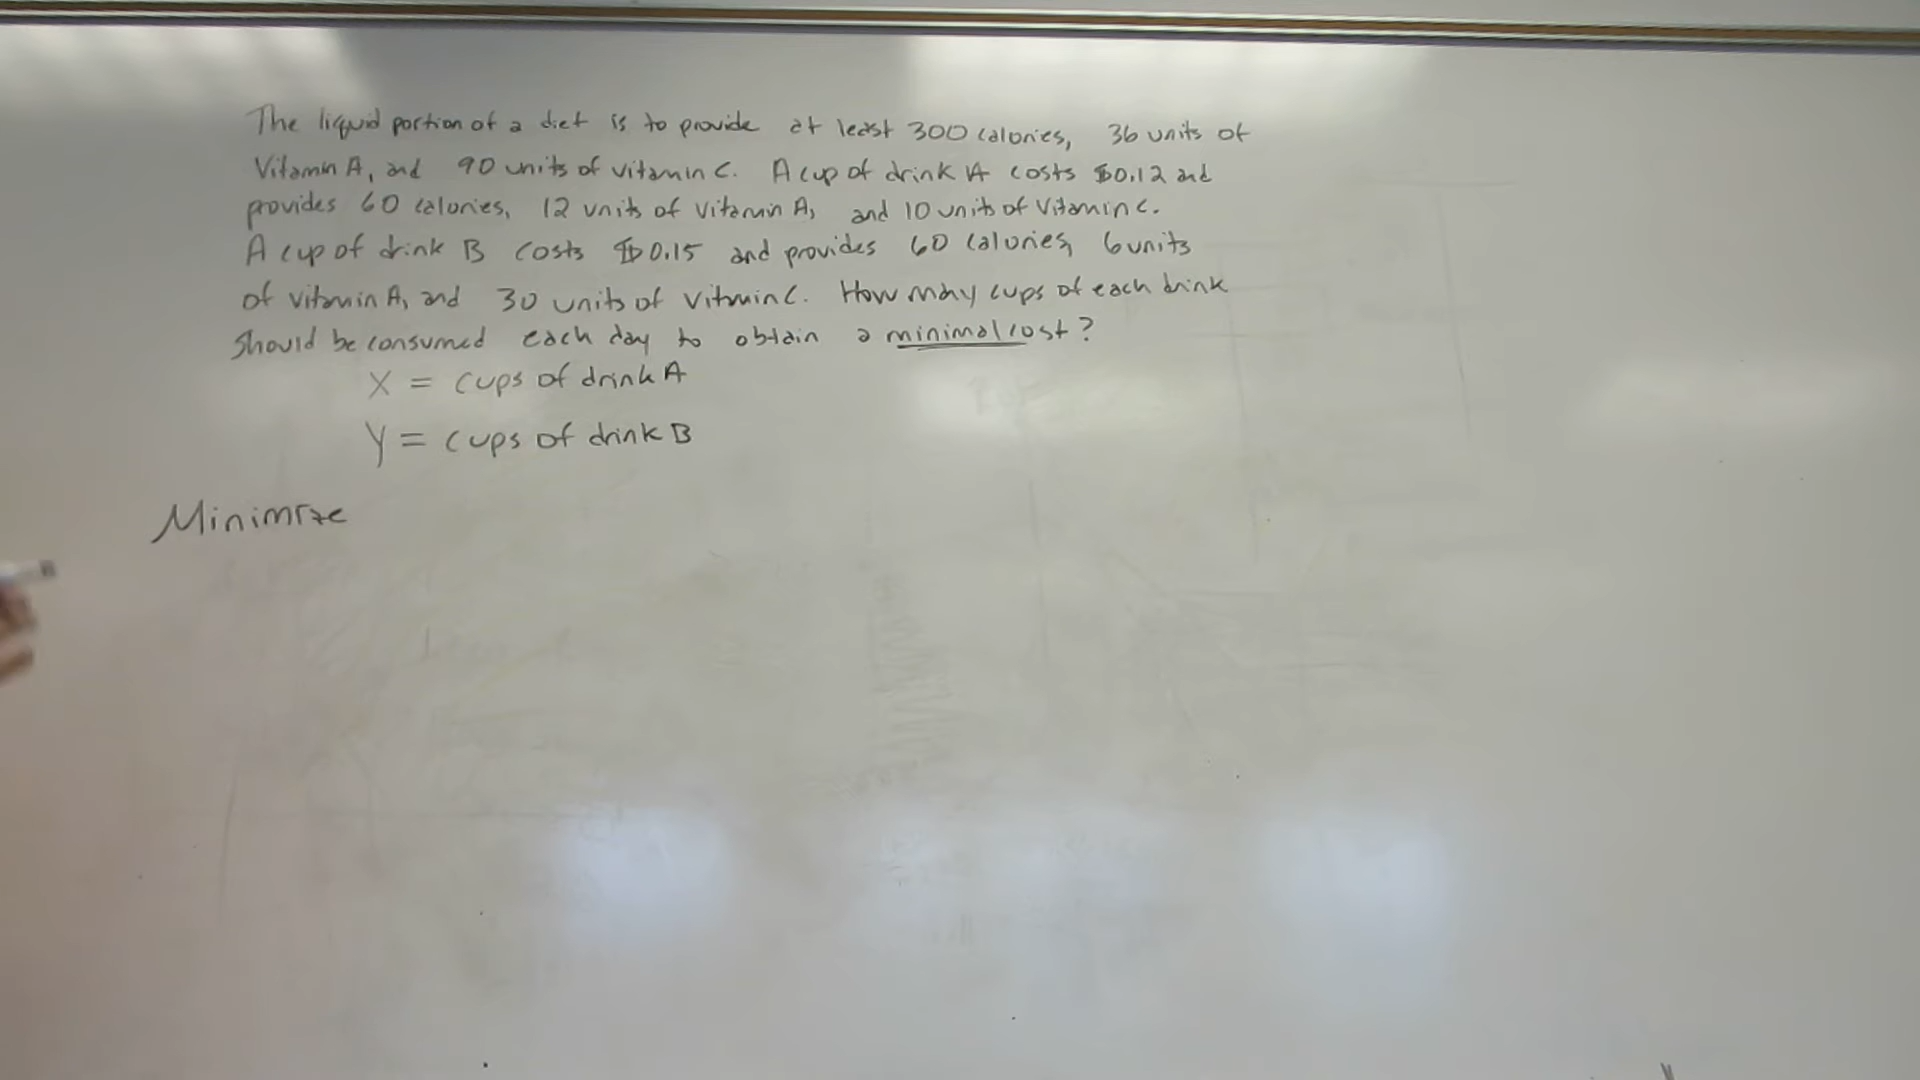 The liquid portion of a diet is to provide at least 300 calories, 36 units of
Vitamin A, and 90 units of vitamin C. A cup of drink A costs $0.12 and
provides 60 calories, 12 units of vitamin A, and 10 units of Vitamin C.
A cup of drink B costs $0.15 and provides 60 calories, 6 units
of vitamin A, and 30 units of vitamin C. How may cups of each drink
should be consumed each day to obtain a minimal cost?
X = cups of drink A
Y = cups of drink B
Minimize